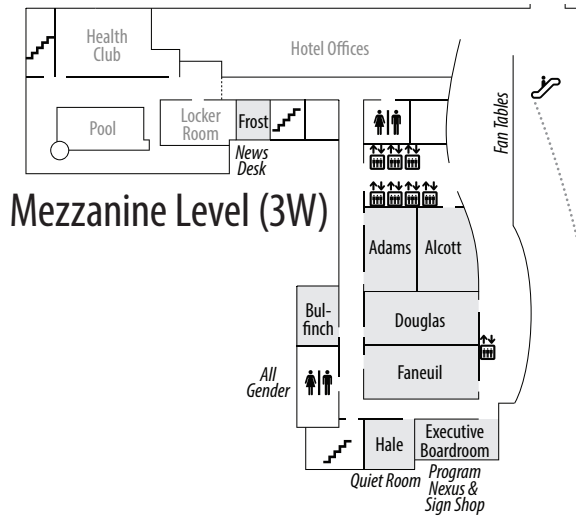 Health
Club
Hotel Offices
Pool
Locker
Room
Frost
News
Desk
Fan Tables
Mezzanine Level (3W)
Adams
Alcott
Bul-
finch
Douglas
All
Gender
Faneuil
Hale
Executive
Boardroom
Quiet Room
Program
Nexus &
Sign Shop